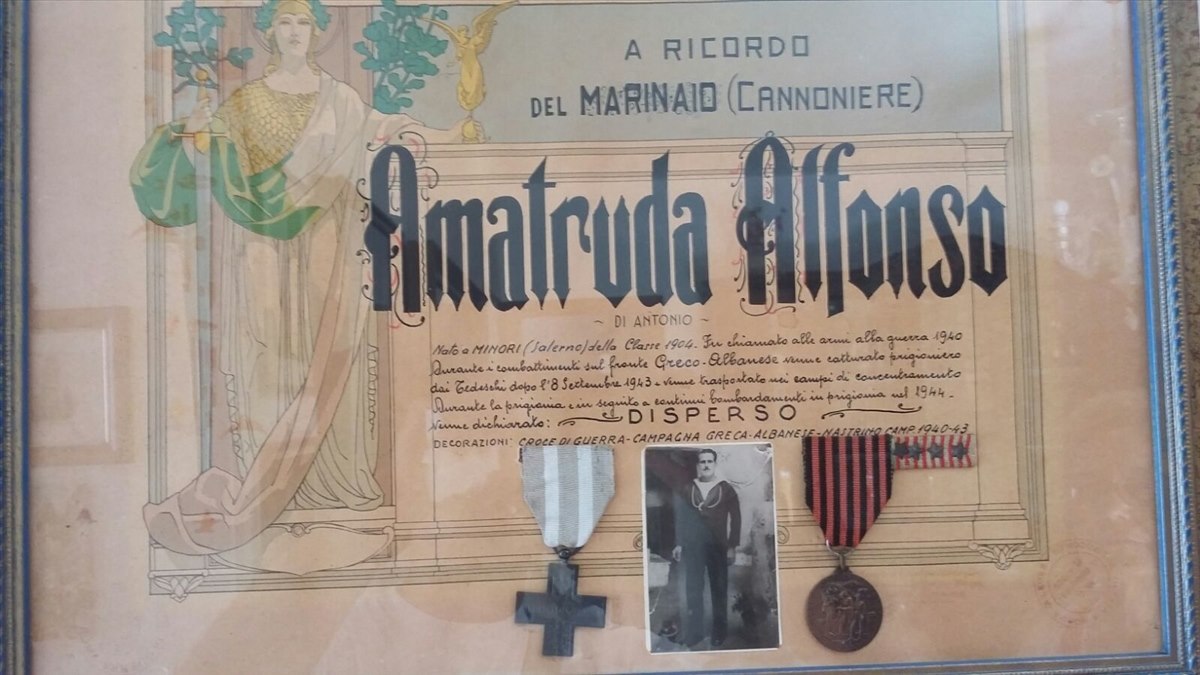 A RICORDO
DEL MARINAIO (CANNONIERE)
Amatruda Alfonso
~ DI ANTONIO ~
Nato a MINORI (Salerno) della Classe 1904. Fu chiamato alle armi alla guerra 1940
Durante i combattimenti sul fronte Greco-Albanese venne catturato prigioniero
dai Tedeschi dopo l'8 Settembre 1943 e venne trasportato nei campi di concentramento
Durante la prigionia e in seguito a continui bombardamenti in prigionia nel 1944-
Venne dichiarato: DISPERSO
DECORAZIONI: CROCE DI GUERRA-CAMPAGNA GRECA-ALBANESE-NASTRINO CAMP. 1940-43